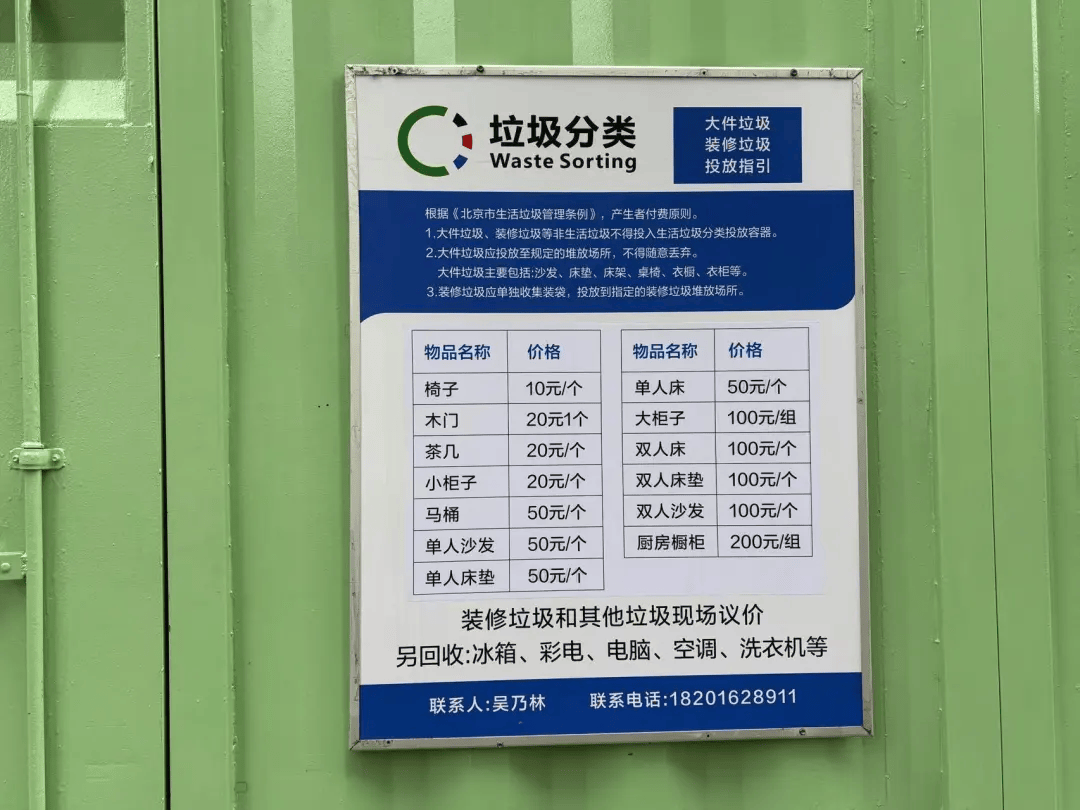 垃圾分类
Waste Sorting
大件垃圾
装修垃圾
投放指引
根据《北京市生活垃圾管理条例》，产生者付费原则。
1.大件垃圾、装修垃圾等非生活垃圾不得投入生活垃圾分类投放容器。
2.大件垃圾应投放至规定的堆放场所，不得随意丢弃。
大件垃圾主要包括:沙发、床垫、床架、桌椅、衣橱、衣柜等。
3.装修垃圾应单独收集装袋，投放到指定的装修垃圾堆放场所。
物品名称 价格
椅子 10元/个
木门 20元1个
茶几 20元/个
小柜子 20元/个
马桶 50元/个
单人沙发 50元/个
单人床垫 50元/个
物品名称 价格
单人床 50元/个
大柜子 100元/组
双人床 100元/个
双人床垫 100元/个
双人沙发 100元/个
厨房橱柜 200元/组
装修垃圾和其他垃圾现场议价
另回收:冰箱、彩电、电脑、空调、洗衣机等
联系人:吴乃林 联系电话:18201628911